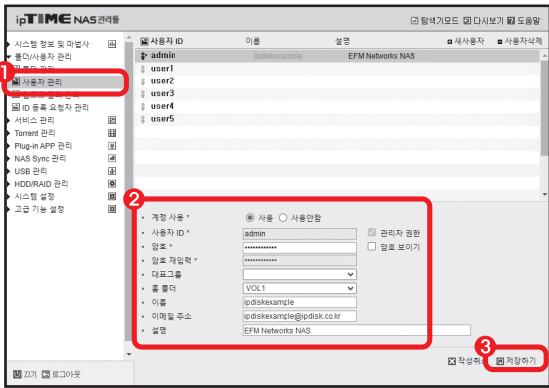 ipTIME NAS관리툴
탐색기모드 다시보기 도움말
시스템 정보 및 마법사
폴더/사용자 관리
사용자 관리
ID 등록 요청자 관리
서비스 관리
Torrent 관리
Plug-in APP 관리
NAS Sync 관리
USB 관리
HDD/RAID 관리
시스템 설정
고급 기능 설정
끄기 로그아웃
1
사용자 ID 이름 설명 새사용자 사용자삭제
admin ipdiskexample EFM Networks NAS
user1
user2
user3
user4
user5
2
계정 사용 * 사용 사용안함
사용자 ID * admin 관리자 권한
암호 * ************ 암호 보이기
암호 재입력 * ************
대표그룹
홈 폴더 VOL1
이름 ipdiskexample
이메일 주소 ipdiskexample@ipdisk.co.kr
설명 EFM Networks NAS
3
작성취소 저장하기